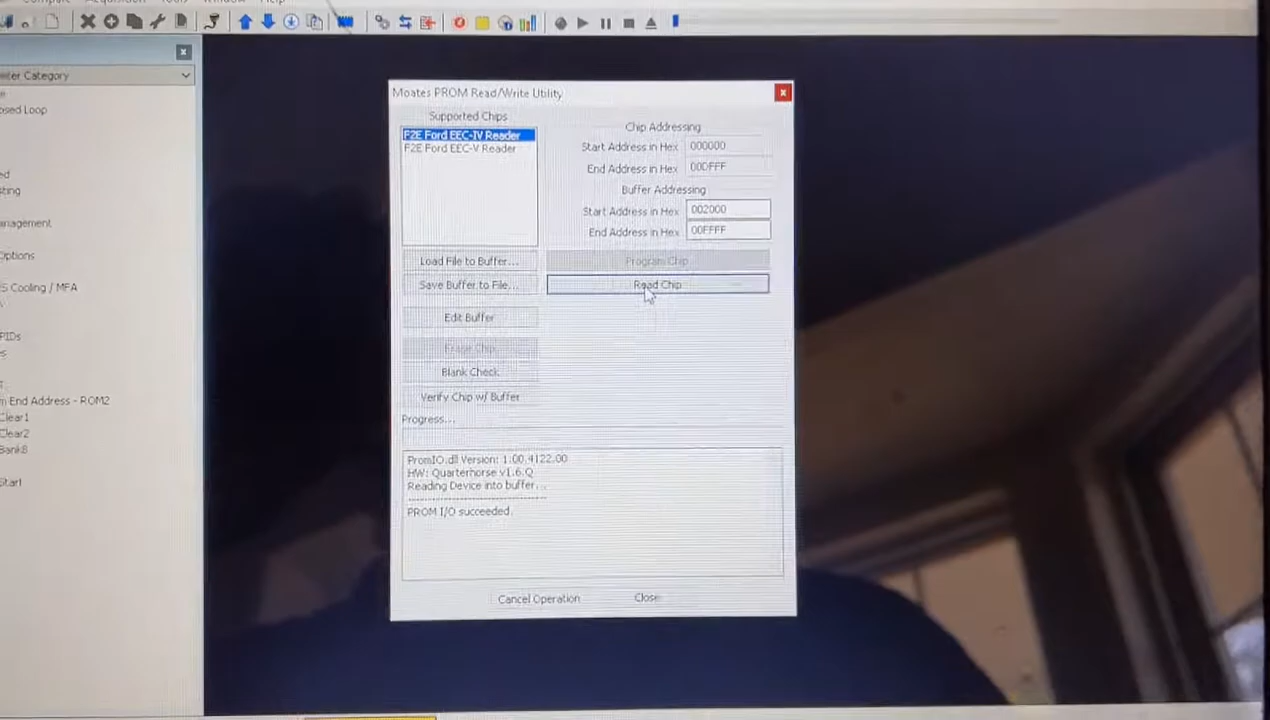 Moates PROM Read/Write Utility
Category
Supported Chips
F2E Ford EEC-IV Reader
F2E Ford EEC-V Reader
Chip Addressing
Start Address in Hex 000000
End Address in Hex 00DFFF
Buffer Addressing
Start Address in Hex 002000
End Address in Hex 00FFFF
Load File to Buffer...
Program Chip
Save Buffer to File...
Read Chip
Edit Buffer
Erase Chip
Blank Check
Verify Chip w/ Buffer
Progress...
PromIO.dll Version: 1.00.4122.00
HW: Quarterhorse v1.6.Q
Reading Device into buffer...
PROM I/O succeeded.
Cancel Operation
Close
Loop
Cooling / MFA
End Address - ROM2